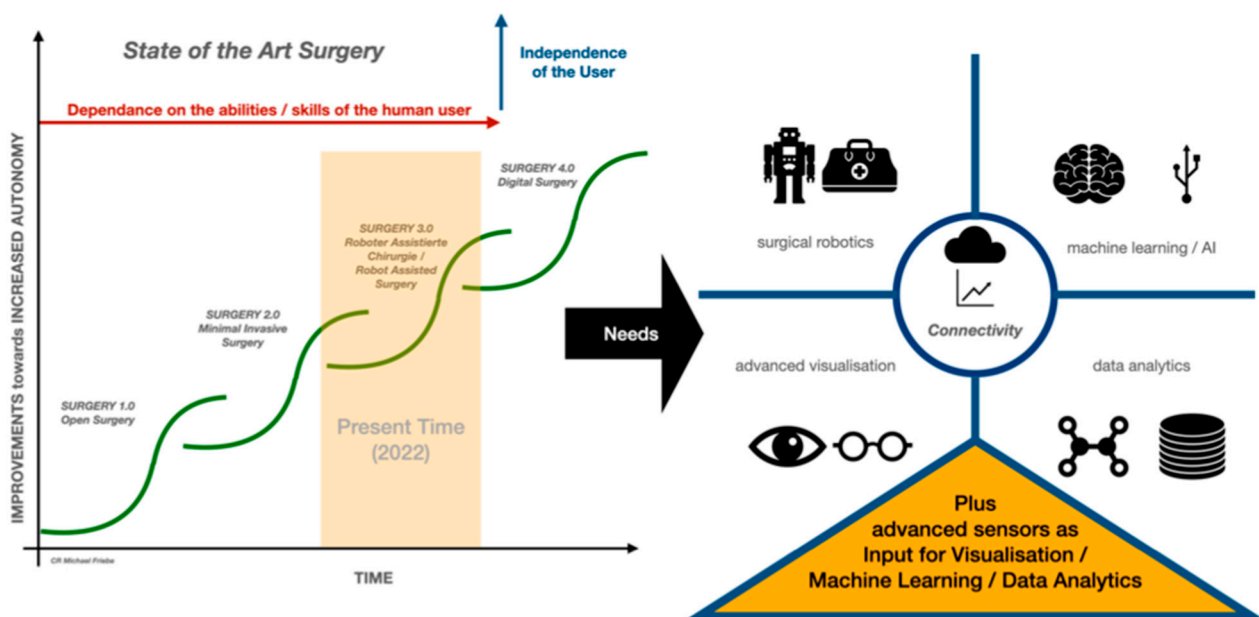 State of the Art Surgery
Independence
of the User
Dependance on the abilities / skills of the human user
IMPROVEMENTS towards INCREASED AUTONOMY
SURGERY 1.0
Open Surgery
SURGERY 2.0
Minimal Invasive
Surgery
SURGERY 3.0
Roboter Assistierte
Chirurgie /
Robot Assisted
Surgery
SURGERY 4.0
Digital Surgery
Present Time
(2022)
CR Michael Friebe
TIME
Needs
surgical robotics
machine learning / AI
Connectivity
advanced visualisation
data analytics
Plus
advanced sensors as
Input for Visualisation /
Machine Learning / Data Analytics